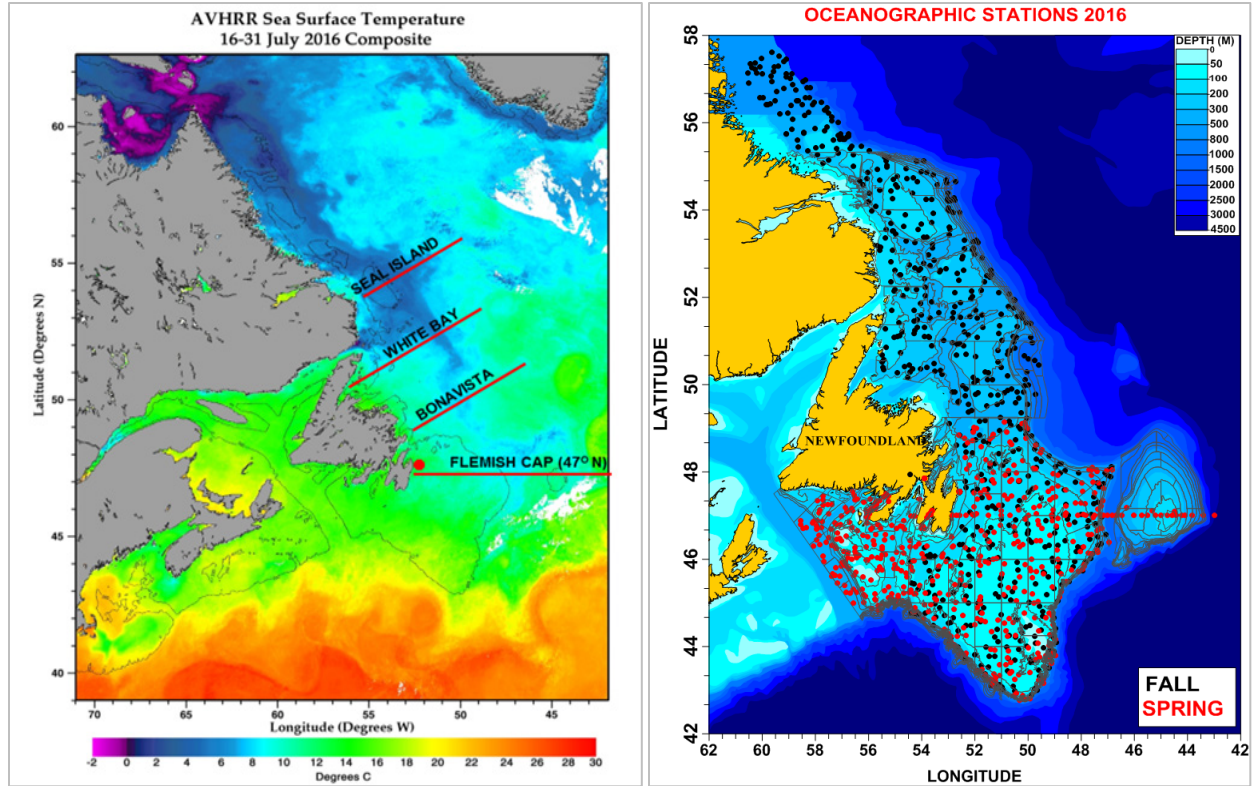 AVHRR Sea Surface Temperature
16-31 July 2016 Composite
Latitude (Degrees N)
60
55
50
45
40
SEAL ISLAND
WHITE BAY
BONAVISTA
FLEMISH CAP (47° N)
70 65 60 55 50 45
Longitude (Degrees W)
-2 0 2 4 6 8 10 12 14 16 18 20 22 24 26 28 30
Degrees C
OCEANOGRAPHIC STATIONS 2016
LATITUDE
58
56
54
52
50
48
46
44
42
DEPTH (M)
0
50
100
200
300
500
800
1000
1500
2000
2500
3000
4500
NEWFOUNDLAND
FALL
SPRING
62 60 58 56 54 52 50 48 46 44 42
LONGITUDE